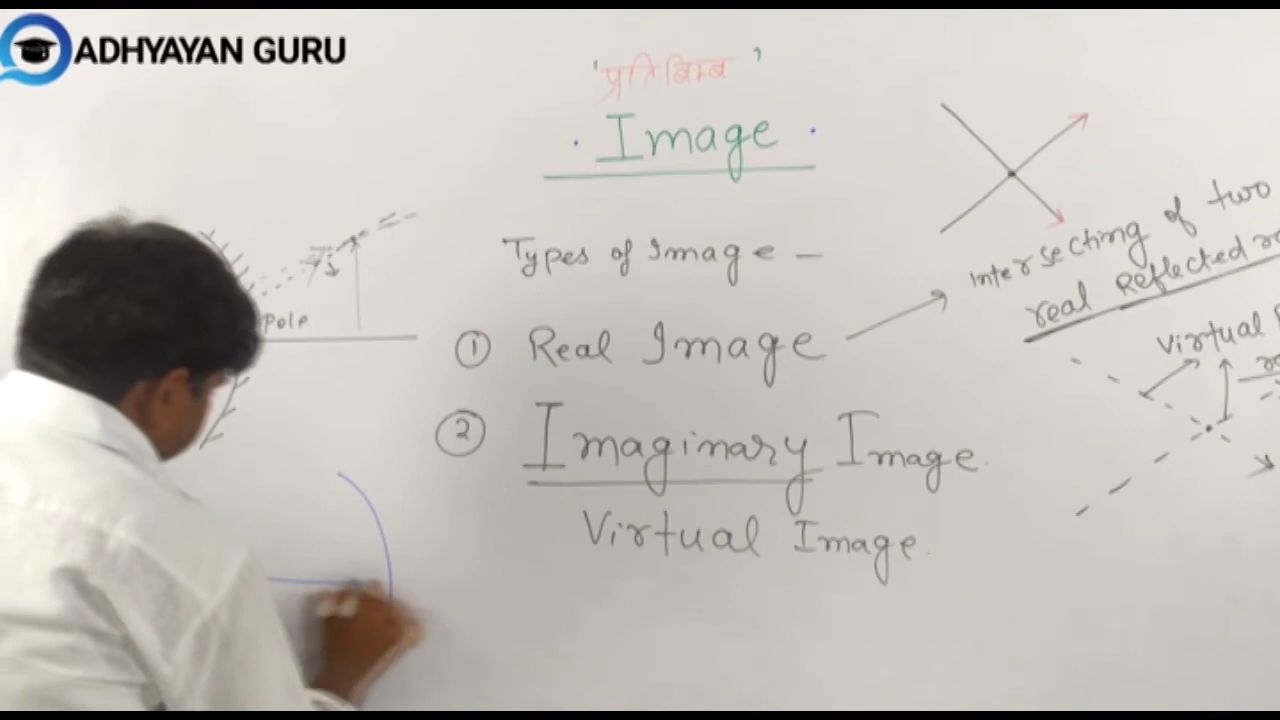 ADHYAYAN GURU
'प्रतिबिम्ब'
Image
Types of Image -
① Real Image
② Imaginary Image
Virtual Image
Intersecting of two
real Reflected
Virtual
Pole